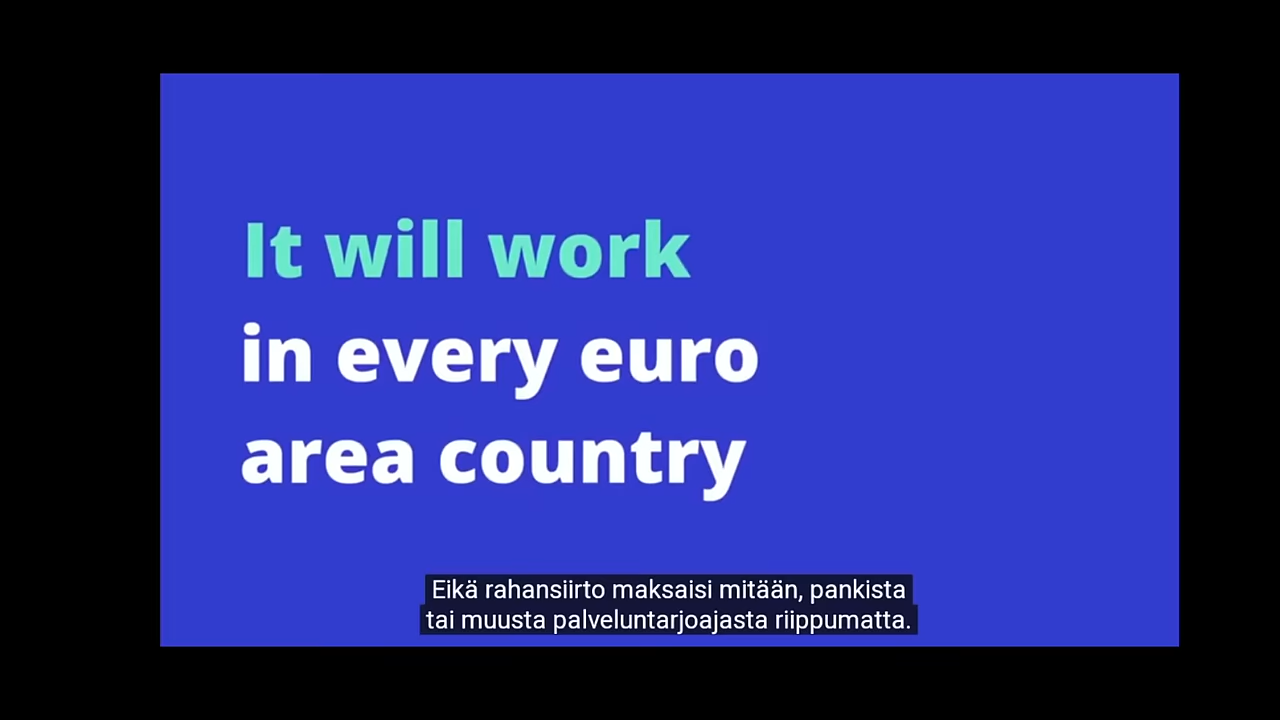 It will work
in every euro
area country
Eikä rahansiirto maksaisi mitään, pankista
tai muusta palveluntarjoajasta riippumatta.